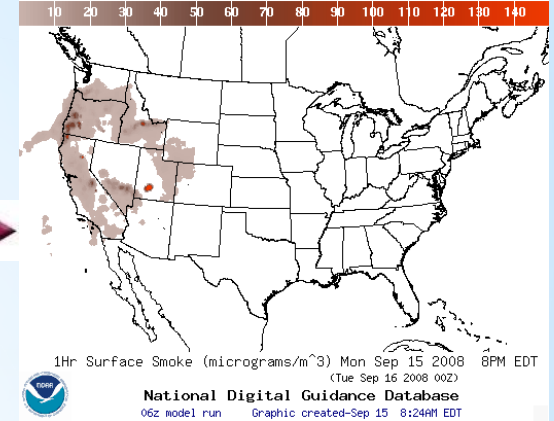 10 20 30 40 50 60 70 80 90 100 110 120 130 140
1Hr Surface Smoke (micrograms/m^3) Mon Sep 15 2008 8PM EDT
(Tue Sep 16 2008 00Z)
NOAA
National Digital Guidance Database
06z model run Graphic created-Sep 15 8:24AM EDT